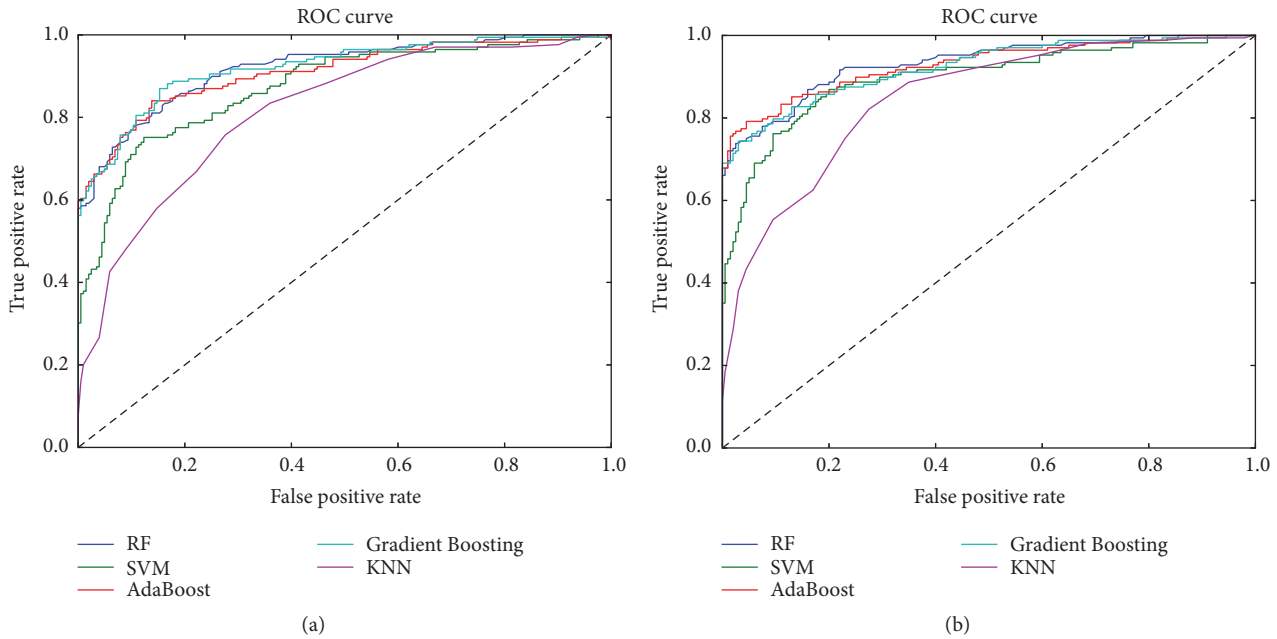 ROC curve
1.0
0.8
0.6
0.4
0.2
0.0
True positive rate
0.2
0.4
0.6
0.8
1.0
False positive rate
RF
SVM
AdaBoost
Gradient Boosting
KNN
(a)
ROC curve
1.0
0.8
0.6
0.4
0.2
0.0
True positive rate
0.2
0.4
0.6
0.8
1.0
False positive rate
RF
SVM
AdaBoost
Gradient Boosting
KNN
(b)